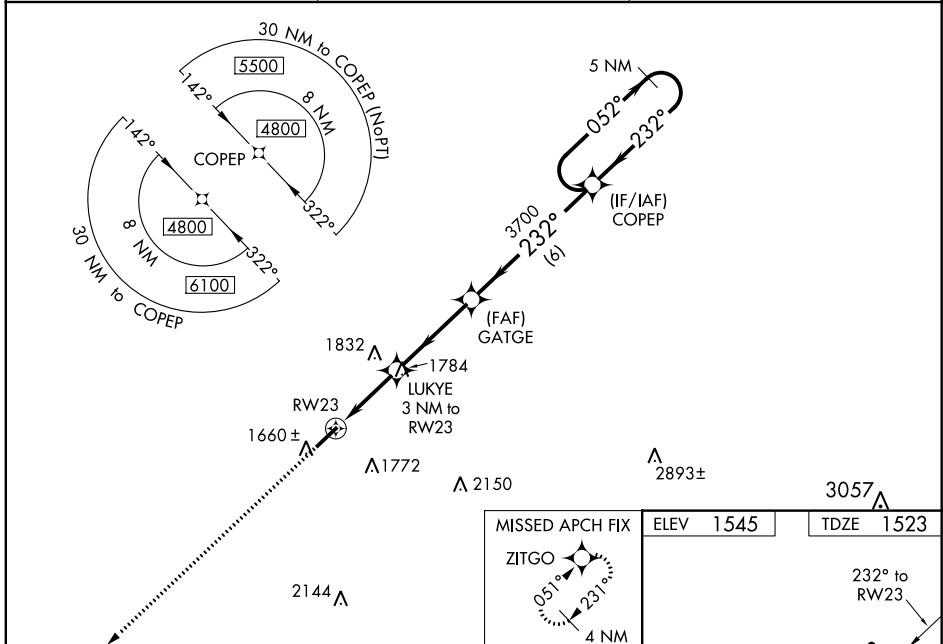 30 NM to COPEP (NoPT)
5500
142°
8 NM
4800
COPEP
322°
142°
4800
8 NM
322°
6100
30 NM to COPEP
5 NM
052°
232°
(IF/IAF)
COPEP
3700
232°
(6)
(FAF)
GATGE
1832
1784
LUKYE
3 NM to
RW23
RW23
1660 ±
1772
2150
2893±
3057
2144
MISSED APCH FIX
ZITGO
051°
231°
4 NM
ELEV 1545
TDZE 1523
232° to
RW23